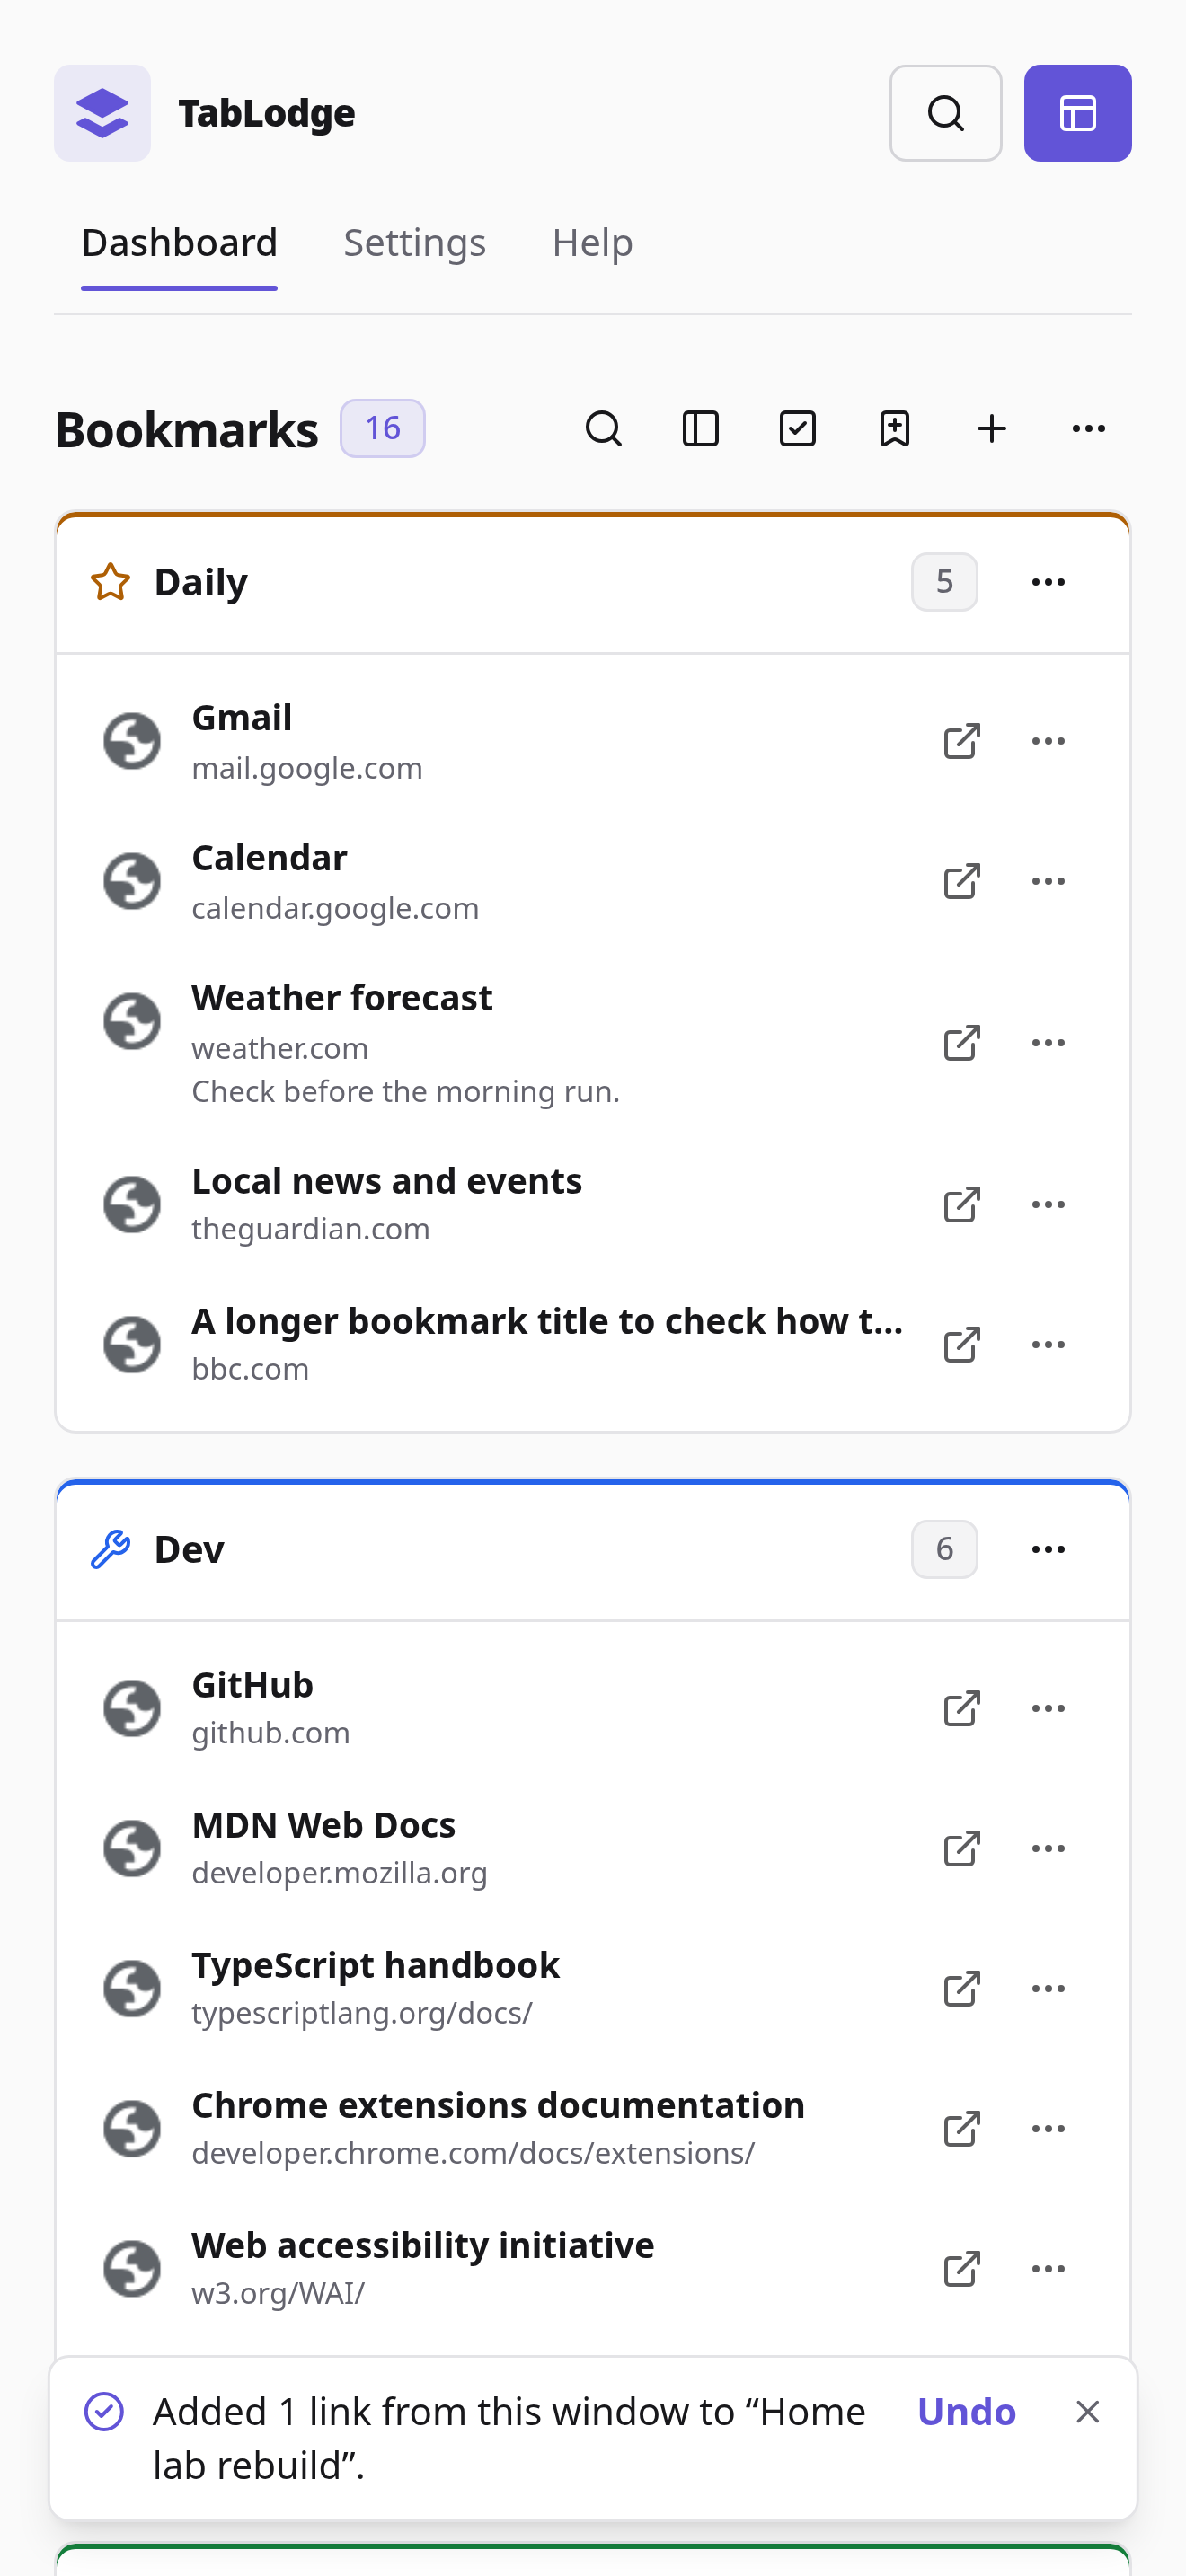 TabLodge
Dashboard
Settings
Help
Bookmarks 16
Daily 5
Gmail
mail.google.com
Calendar
calendar.google.com
Weather forecast
weather.com
Check before the morning run.
Local news and events
theguardian.com
A longer bookmark title to check how t…
bbc.com
Dev 6
GitHub
github.com
MDN Web Docs
developer.mozilla.org
TypeScript handbook
typescriptlang.org/docs/
Chrome extensions documentation
developer.chrome.com/docs/extensions/
Web accessibility initiative
w3.org/WAI/
Added 1 link from this window to “Home
lab rebuild”.
Undo